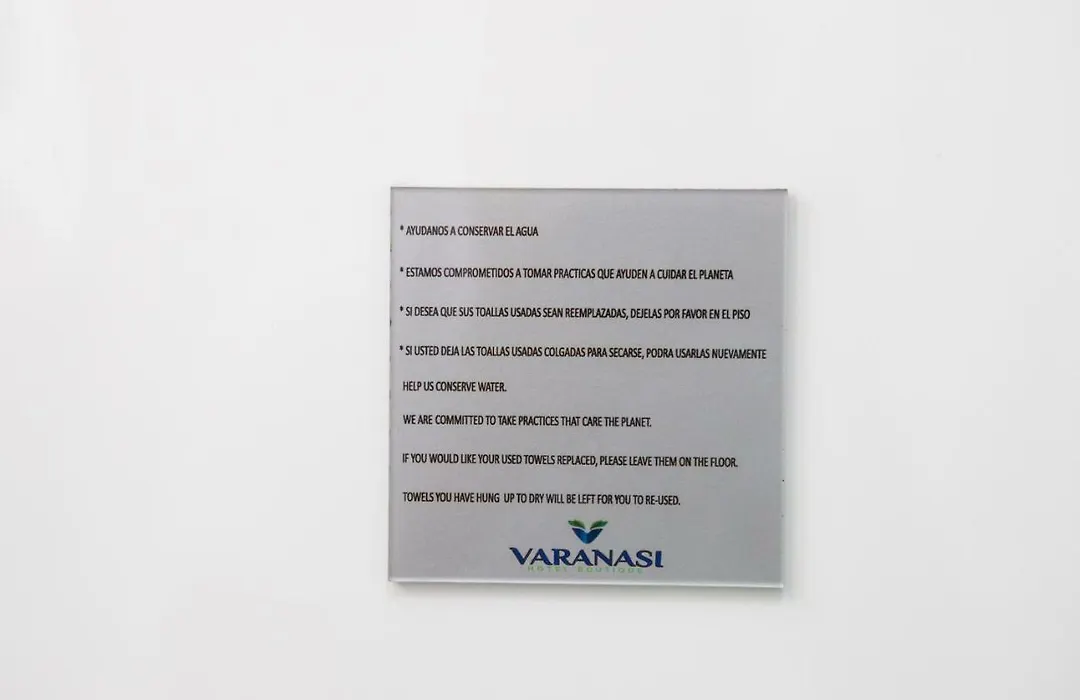 * AYUDANOS A CONSERVAR EL AGUA
* ESTAMOS COMPROMETIDOS A TOMAR PRACTICAS QUE AYUDEN A CUIDAR EL PLANETA
* SI DESEA QUE SUS TOALLAS USADAS SEAN REEMPLAZADAS, DEJELAS POR FAVOR EN EL PISO
* SI USTED DEJA LAS TOALLAS USADAS COLGADAS PARA SECARSE, PODRA USARLAS NUEVAMENTE
HELP US CONSERVE WATER.
WE ARE COMMITTED TO TAKE PRACTICES THAT CARE THE PLANET.
IF YOU WOULD LIKE YOUR USED TOWELS REPLACED, PLEASE LEAVE THEM ON THE FLOOR.
TOWELS YOU HAVE HUNG UP TO DRY WILL BE LEFT FOR YOU TO RE-USED.
VARANASI
HOTEL BOUTIQUE